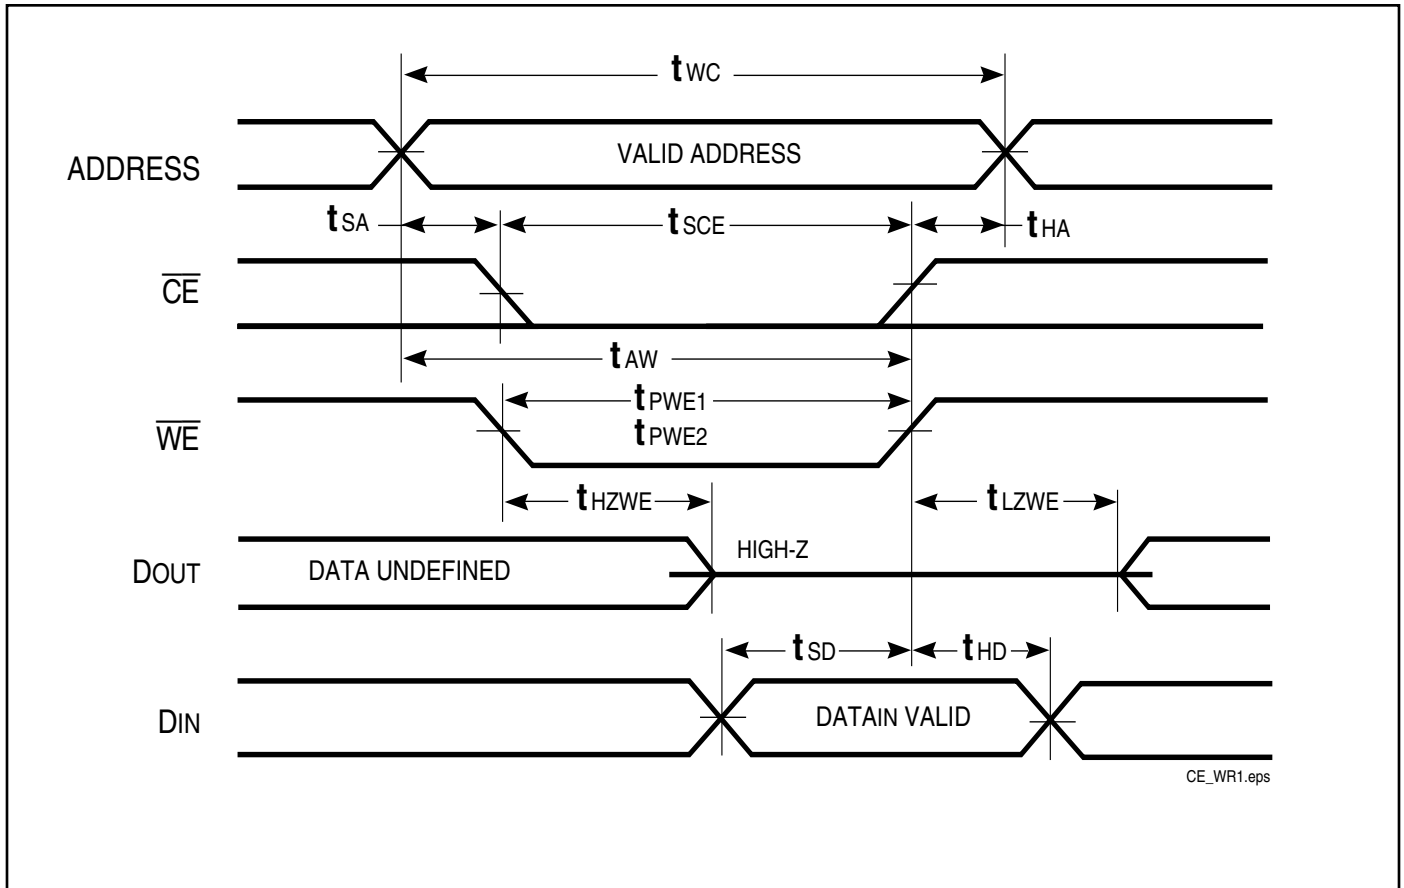 tWC
ADDRESS
VALID ADDRESS
tSA
tSCE
tHA
CE
tAW
tPWE1
WE
tPWE2
tHZWE
tLZWE
HIGH-Z
DOUT
DATA UNDEFINED
tSD
tHD
DIN
DATAIN VALID
CE_WR1.eps